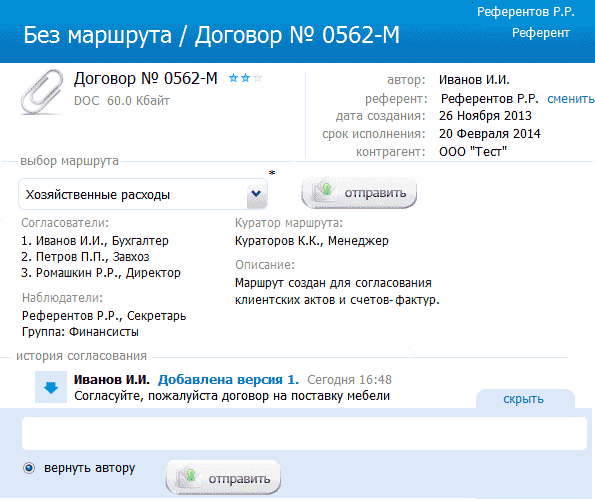 Референтов Р.Р.
Без маршрута / Договор № 0562-М
Референт
Договор № 0562-М
DOC 60.0 Кбайт
автор: Иванов И.И.
референт: Референтов Р.Р. сменить
дата создания: 26 Ноября 2013
срок исполнения: 20 Февраля 2014
контрагент: ООО "Тест"
выбор маршрута
*
Хозяйственные расходы
отправить
Согласователи:
1. Иванов И.И., Бухгалтер
2. Петров П.П., Завхоз
3. Ромашкин Р.Р., Директор
Наблюдатели:
Референтов Р.Р., Секретарь
Группа: Финансисты
Куратор маршрута:
Кураторов К.К., Менеджер
Описание:
Маршрут создан для согласования
клиентских актов и счетов-фактур.
история согласования
Иванов И.И. Добавлена версия 1. Сегодня 16:48
Согласуйте, пожалуйста договор на поставку мебели
скрыть
вернуть автору
отправить